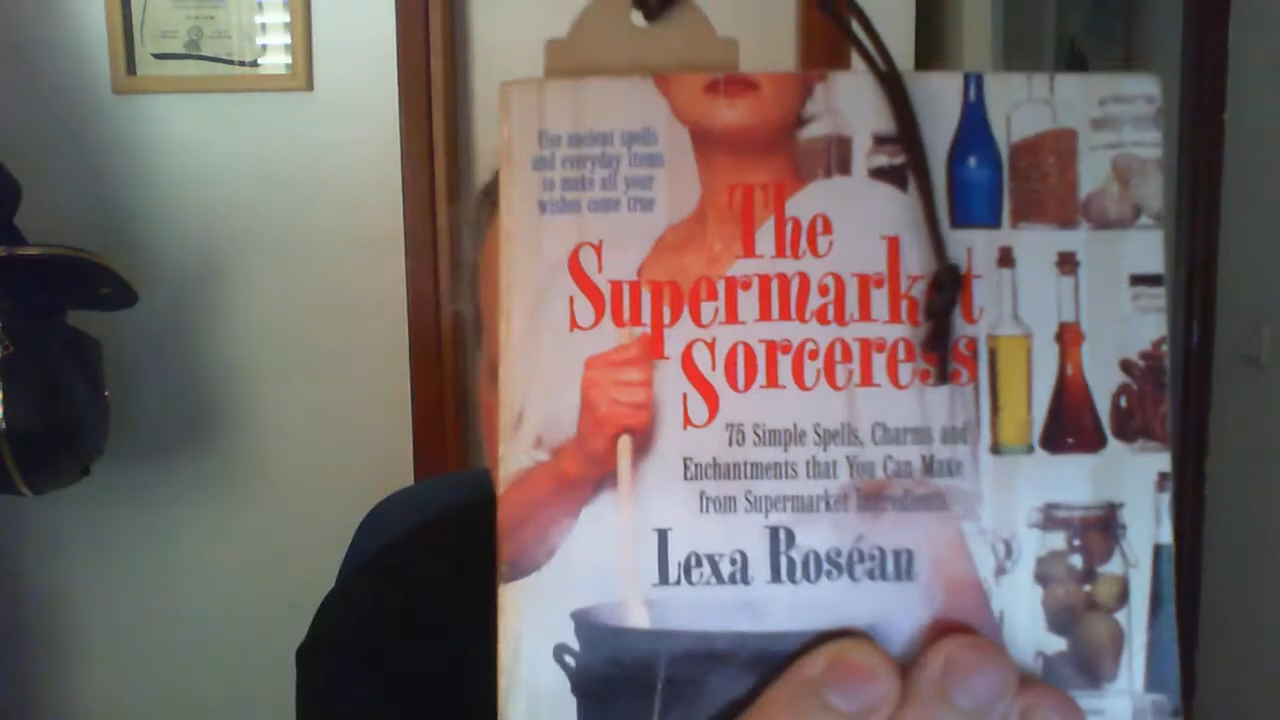 Use ancient spells
and everyday items
to make all your
wishes come true
The
Supermarket
Sorceress
75 Simple Spells, Charms and
Enchantments that You Can Make
from Supermarket Ingredients
Lexa Roséan